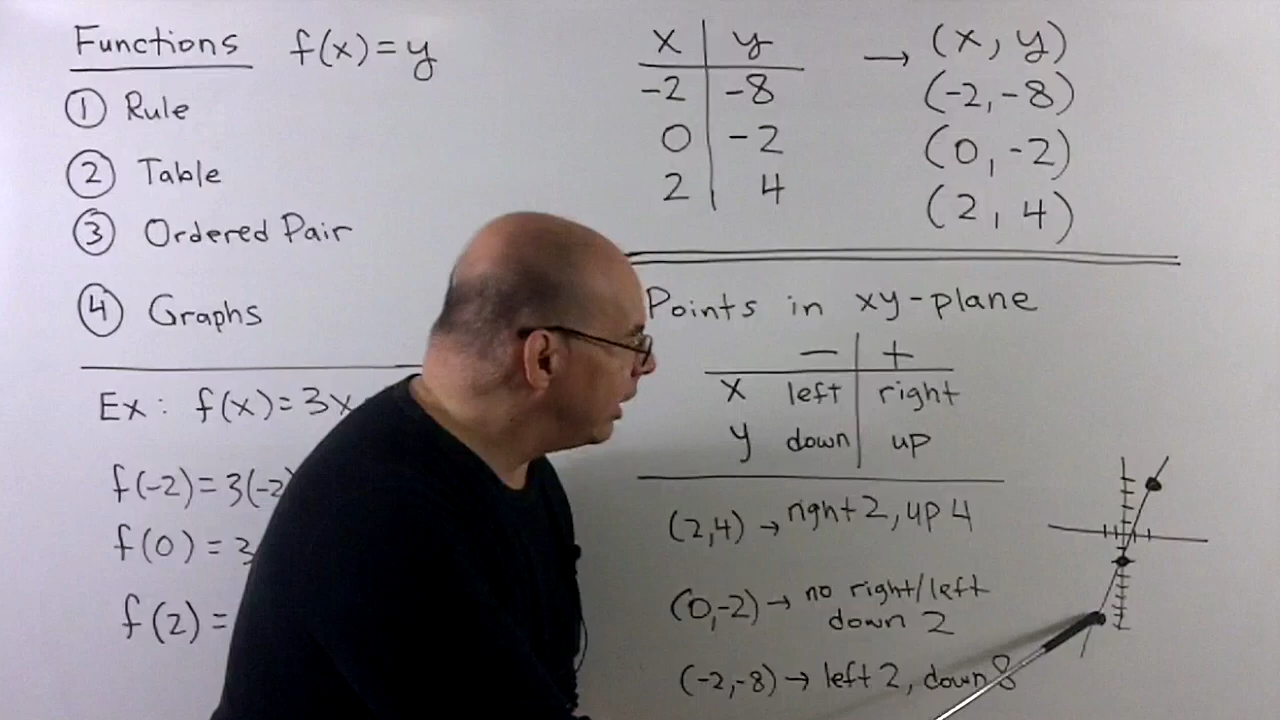 Functions f(x)=y
① Rule
② Table
③ Ordered Pair
④ Graphs
Ex: f(x)=3x
f(-2)=3(-2)
f(0)=3
f(2)=
x y → (x, y)
-2 -8 (-2, -8)
0 -2 (0, -2)
2 4 (2, 4)
Points in xy-plane
- +
x left right
y down up
(2,4) → right 2, up 4
(0,-2) → no right/left
down 2
(-2,-8) → left 2, down 8